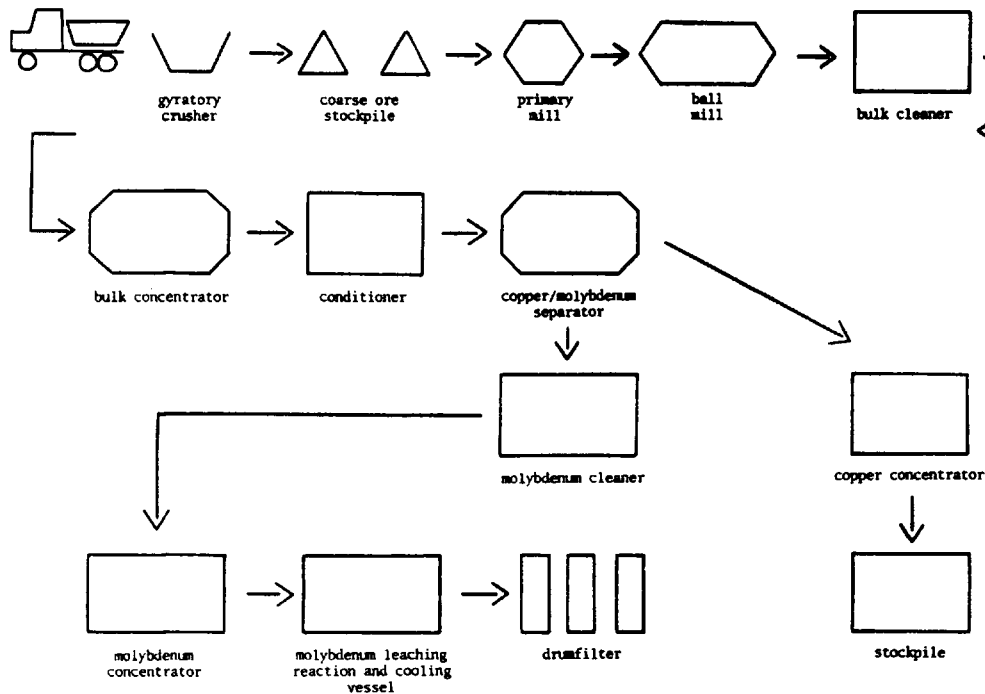 gyratory
crusher
coarse ore
stockpile
primary
mill
ball
mill
bulk cleaner
bulk concentrator
conditioner
copper/molybdenum
separator
molybdenum cleaner
copper concentrator
molybdenum
concentrator
molybdenum leaching
reaction and cooling
vessel
drumfilter
stockpile